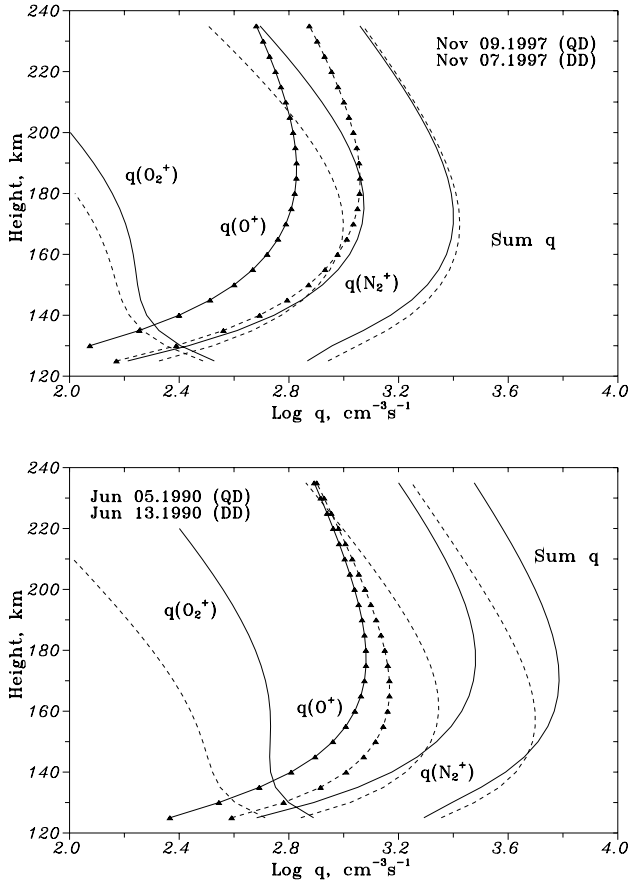 240
220
200
180
160
140
120
Height, km
Nov 09.1997 (QD)
Nov 07.1997 (DD)
q(O₂⁺)
q(O⁺)
q(N₂⁺)
Sum q
2.0 2.4 2.8 3.2 3.6 4.0
Log q, cm⁻³s⁻¹
240
220
200
180
160
140
120
Height, km
Jun 05.1990 (QD)
Jun 13.1990 (DD)
Sum q
q(O₂⁺)
q(O⁺)
q(N₂⁺)
2.0 2.4 2.8 3.2 3.6 4.0
Log q, cm⁻³s⁻¹